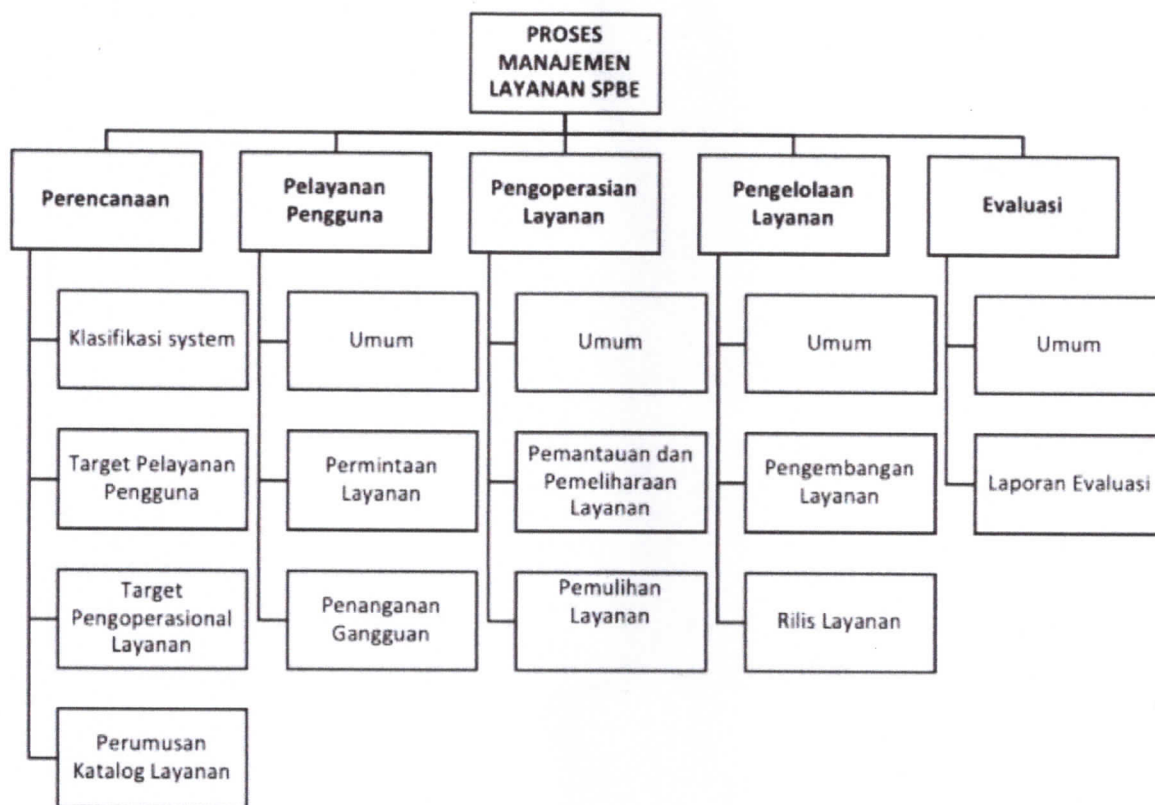 PROSES
MANAJEMEN
LAYANAN SPBE
Perencanaan
Pelayanan
Pengguna
Pengoperasian
Layanan
Pengelolaan
Layanan
Evaluasi
Klasifikasi system
Umum
Umum
Umum
Umum
Target Pelayanan
Pengguna
Permintaan
Layanan
Pemantauan dan
Pemeliharaan
Layanan
Pengembangan
Layanan
Laporan Evaluasi
Target
Pengoperasional
Layanan
Penanganan
Gangguan
Pemulihan
Layanan
Rilis Layanan
Perumusan
Katalog Layanan